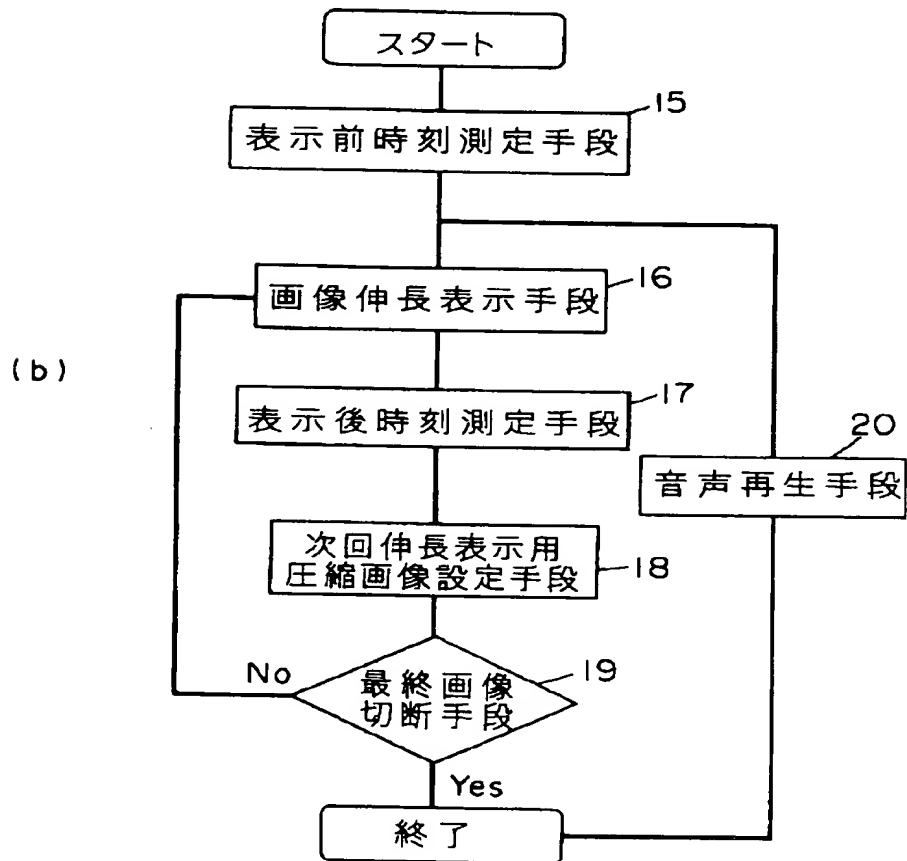 スタート
15
表示前時刻測定手段
16
画像伸長表示手段
(b)
17
表示後時刻測定手段
20
音声再生手段
次回伸長表示用
圧縮画像設定手段
18
No
最終画像
切断手段
19
Yes
終了